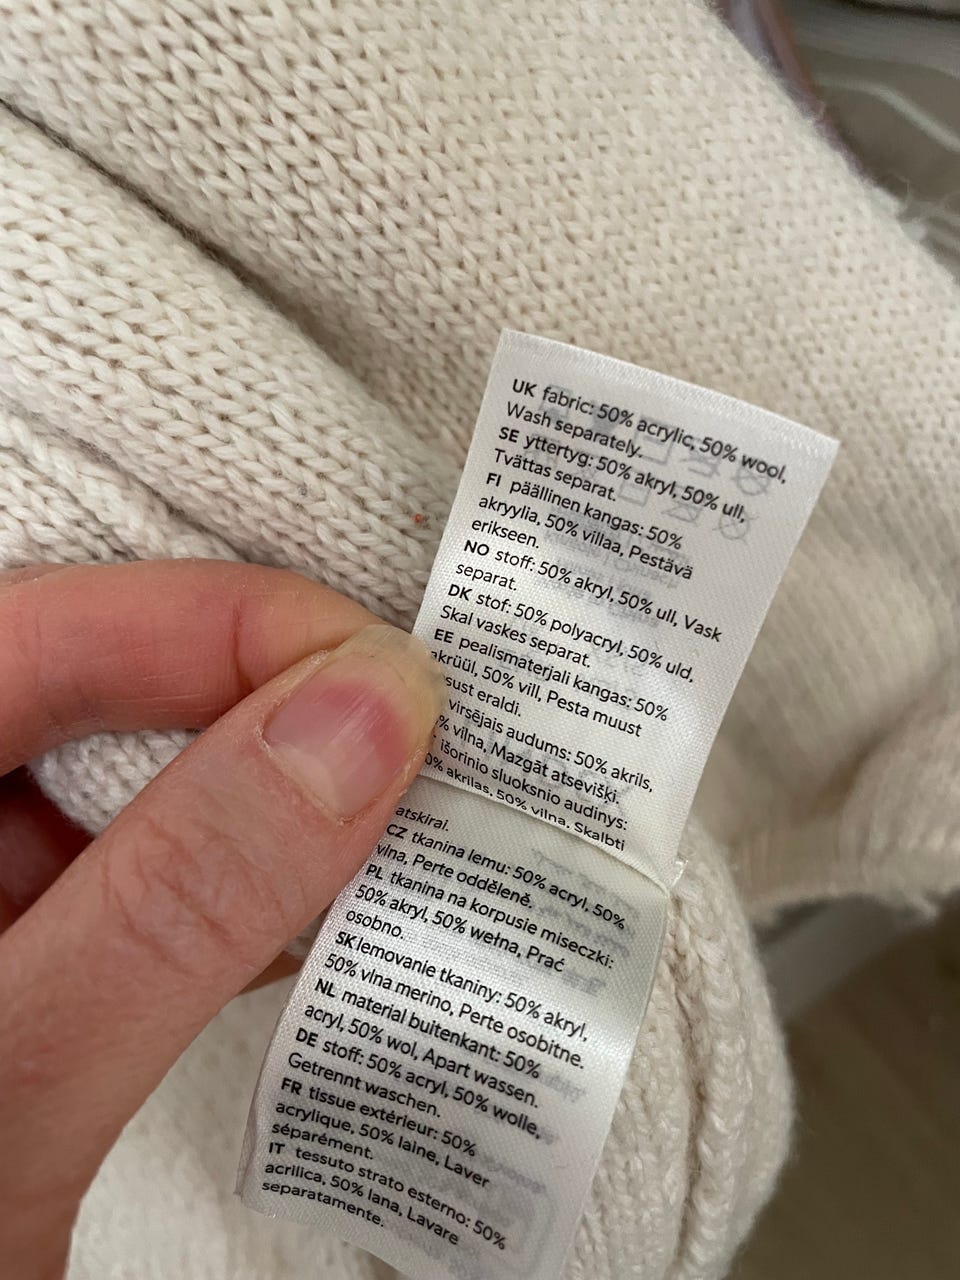 UK fabric: 50% acrylic, 50% wool,
Wash separately.
SE yttertyg: 50% akryl, 50% ull,
Tvättas separat.
FI päällinen kangas: 50%
akryylia, 50% villaa, Pestävä
erikseen.
NO stoff: 50% akryl, 50% ull, Vask
separat.
DK stof: 50% polyacryl, 50% uld,
Skal vaskes separat.
EE pealismaterjali kangas: 50%
akrüül, 50% vill, Pesta muust
eraldi.
virsējais audums: 50% akrils,
vilna, Mazgāt atsevišķi.
išorinio sluoksnio audinys:
akrilas, 50% vilna, Skalbti
atskirai.
CZ tkanina lemu: 50% acryl, 50%
vlna, Perte odděleně.
PL tkanina na korpusie miseczki:
50% akryl, 50% wełna, Prać
osobno.
SK lemovanie tkaniny: 50% akryl,
50% vlna merino, Perte osobitne.
NL material buitenkant: 50%
acryl, 50% wol, Apart wassen.
DE stoff: 50% acryl, 50% wolle,
Getrennt waschen.
FR tissue extérieur: 50%
acrylique, 50% laine, Laver
séparément.
IT tessuto strato esterno: 50%
acrilica, 50% lana, Lavare
separatamente.